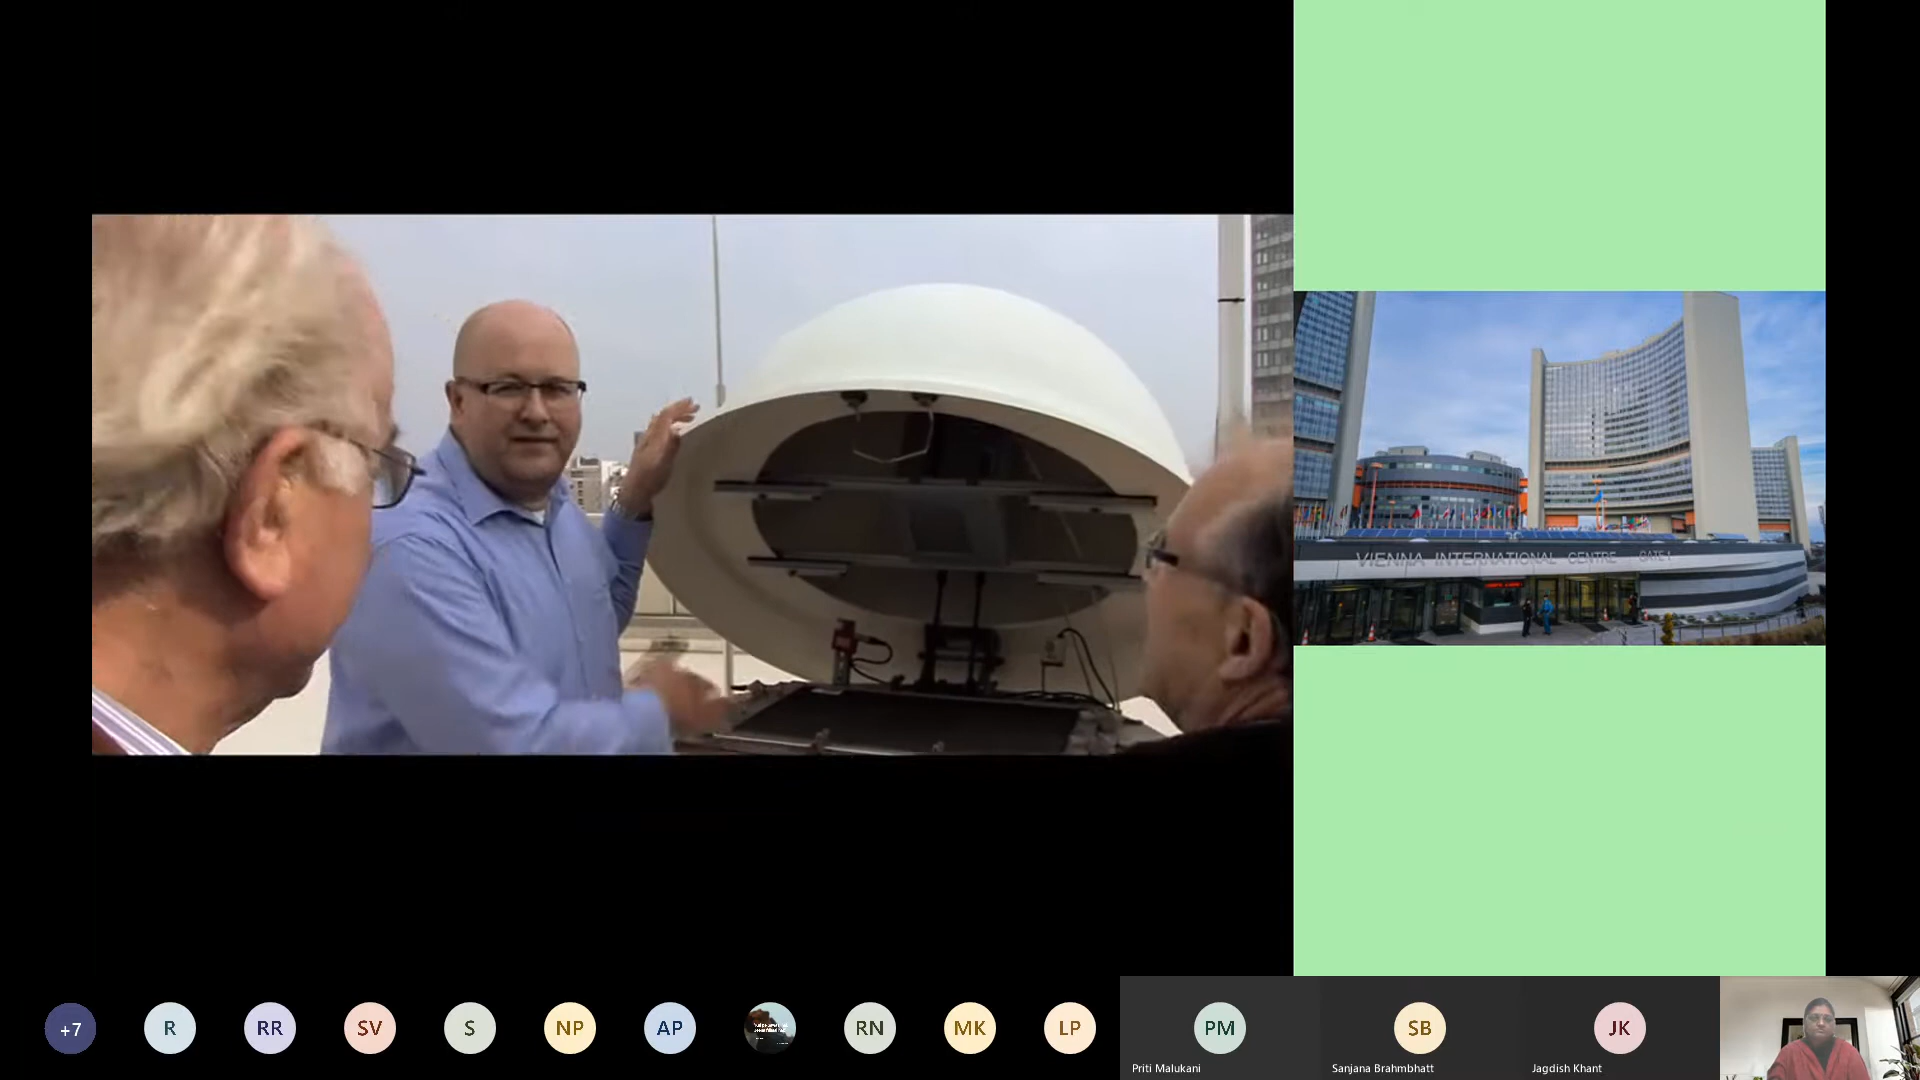 VIENNA INTERNATIONAL CENTRE GATE 1
+7
R
RR
SV
S
NP
AP
RN
MK
LP
PM
SB
JK
Priti Malukani
Sanjana Brahmbhatt
Jagdish Khant